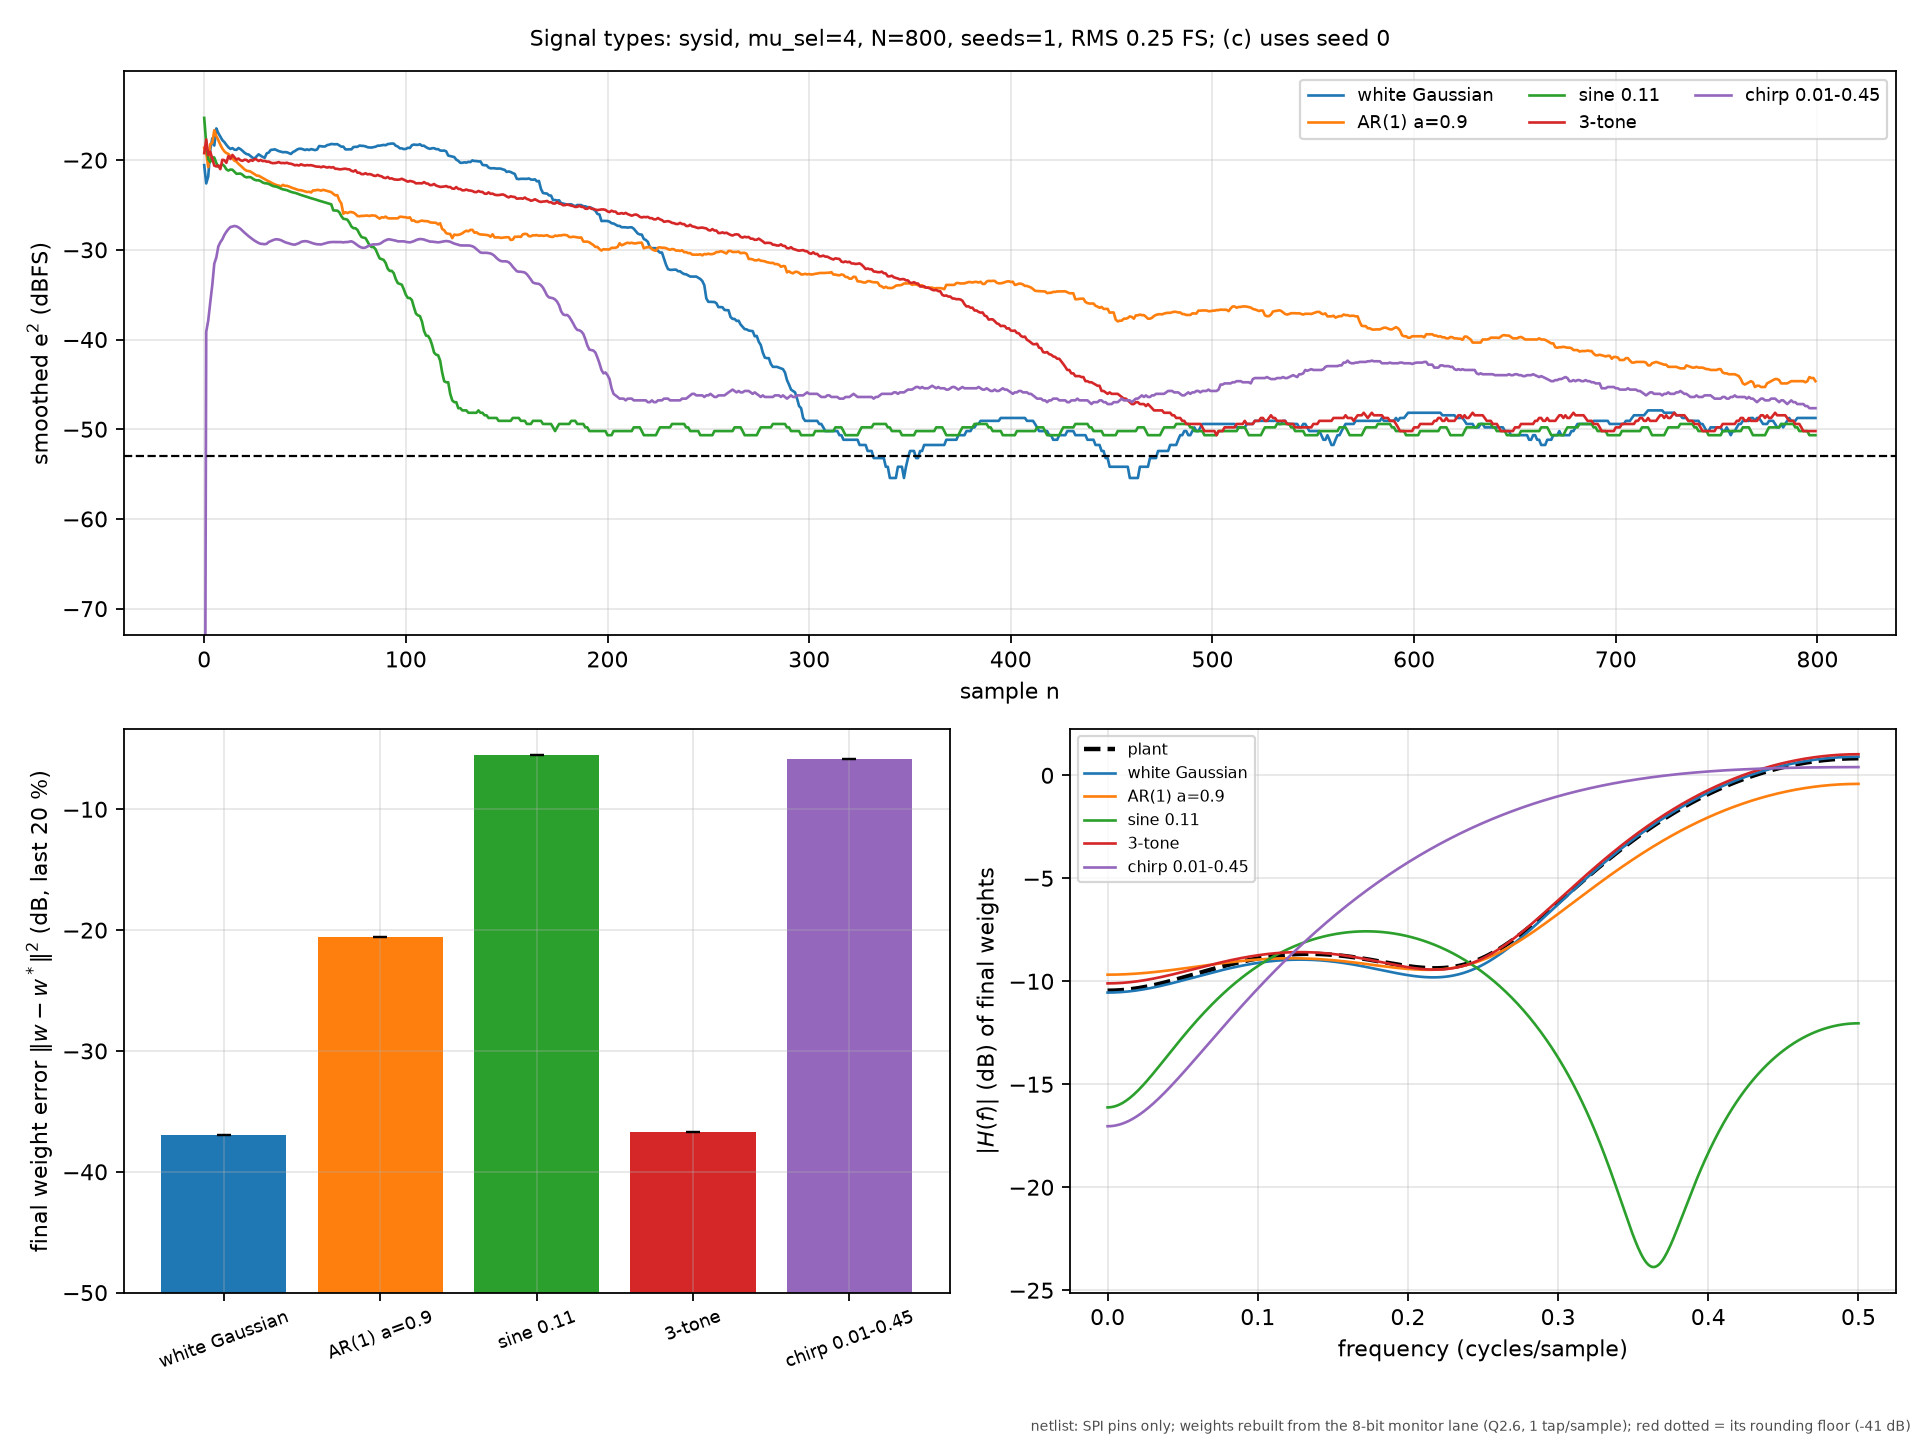 Signal types: sysid, mu_sel=4, N=800, seeds=1, RMS 0.25 FS; (c) uses seed 0
white Gaussian
AR(1) a=0.9
sine 0.11
3-tone
chirp 0.01-0.45
smoothed e² (dBFS)
−20
−30
−40
−50
−60
−70
0 100 200 300 400 500 600 700 800
sample n
final weight error ‖w − w*‖² (dB, last 20 %)
−10
−20
−30
−40
−50
white Gaussian
AR(1) a=0.9
sine 0.11
3-tone
chirp 0.01-0.45
plant
white Gaussian
AR(1) a=0.9
sine 0.11
3-tone
chirp 0.01-0.45
|H(f)| (dB) of final weights
0
−5
−10
−15
−20
−25
0.0 0.1 0.2 0.3 0.4 0.5
frequency (cycles/sample)
netlist: SPI pins only; weights rebuilt from the 8-bit monitor lane (Q2.6, 1 tap/sample); red dotted = its rounding floor (-41 dB)